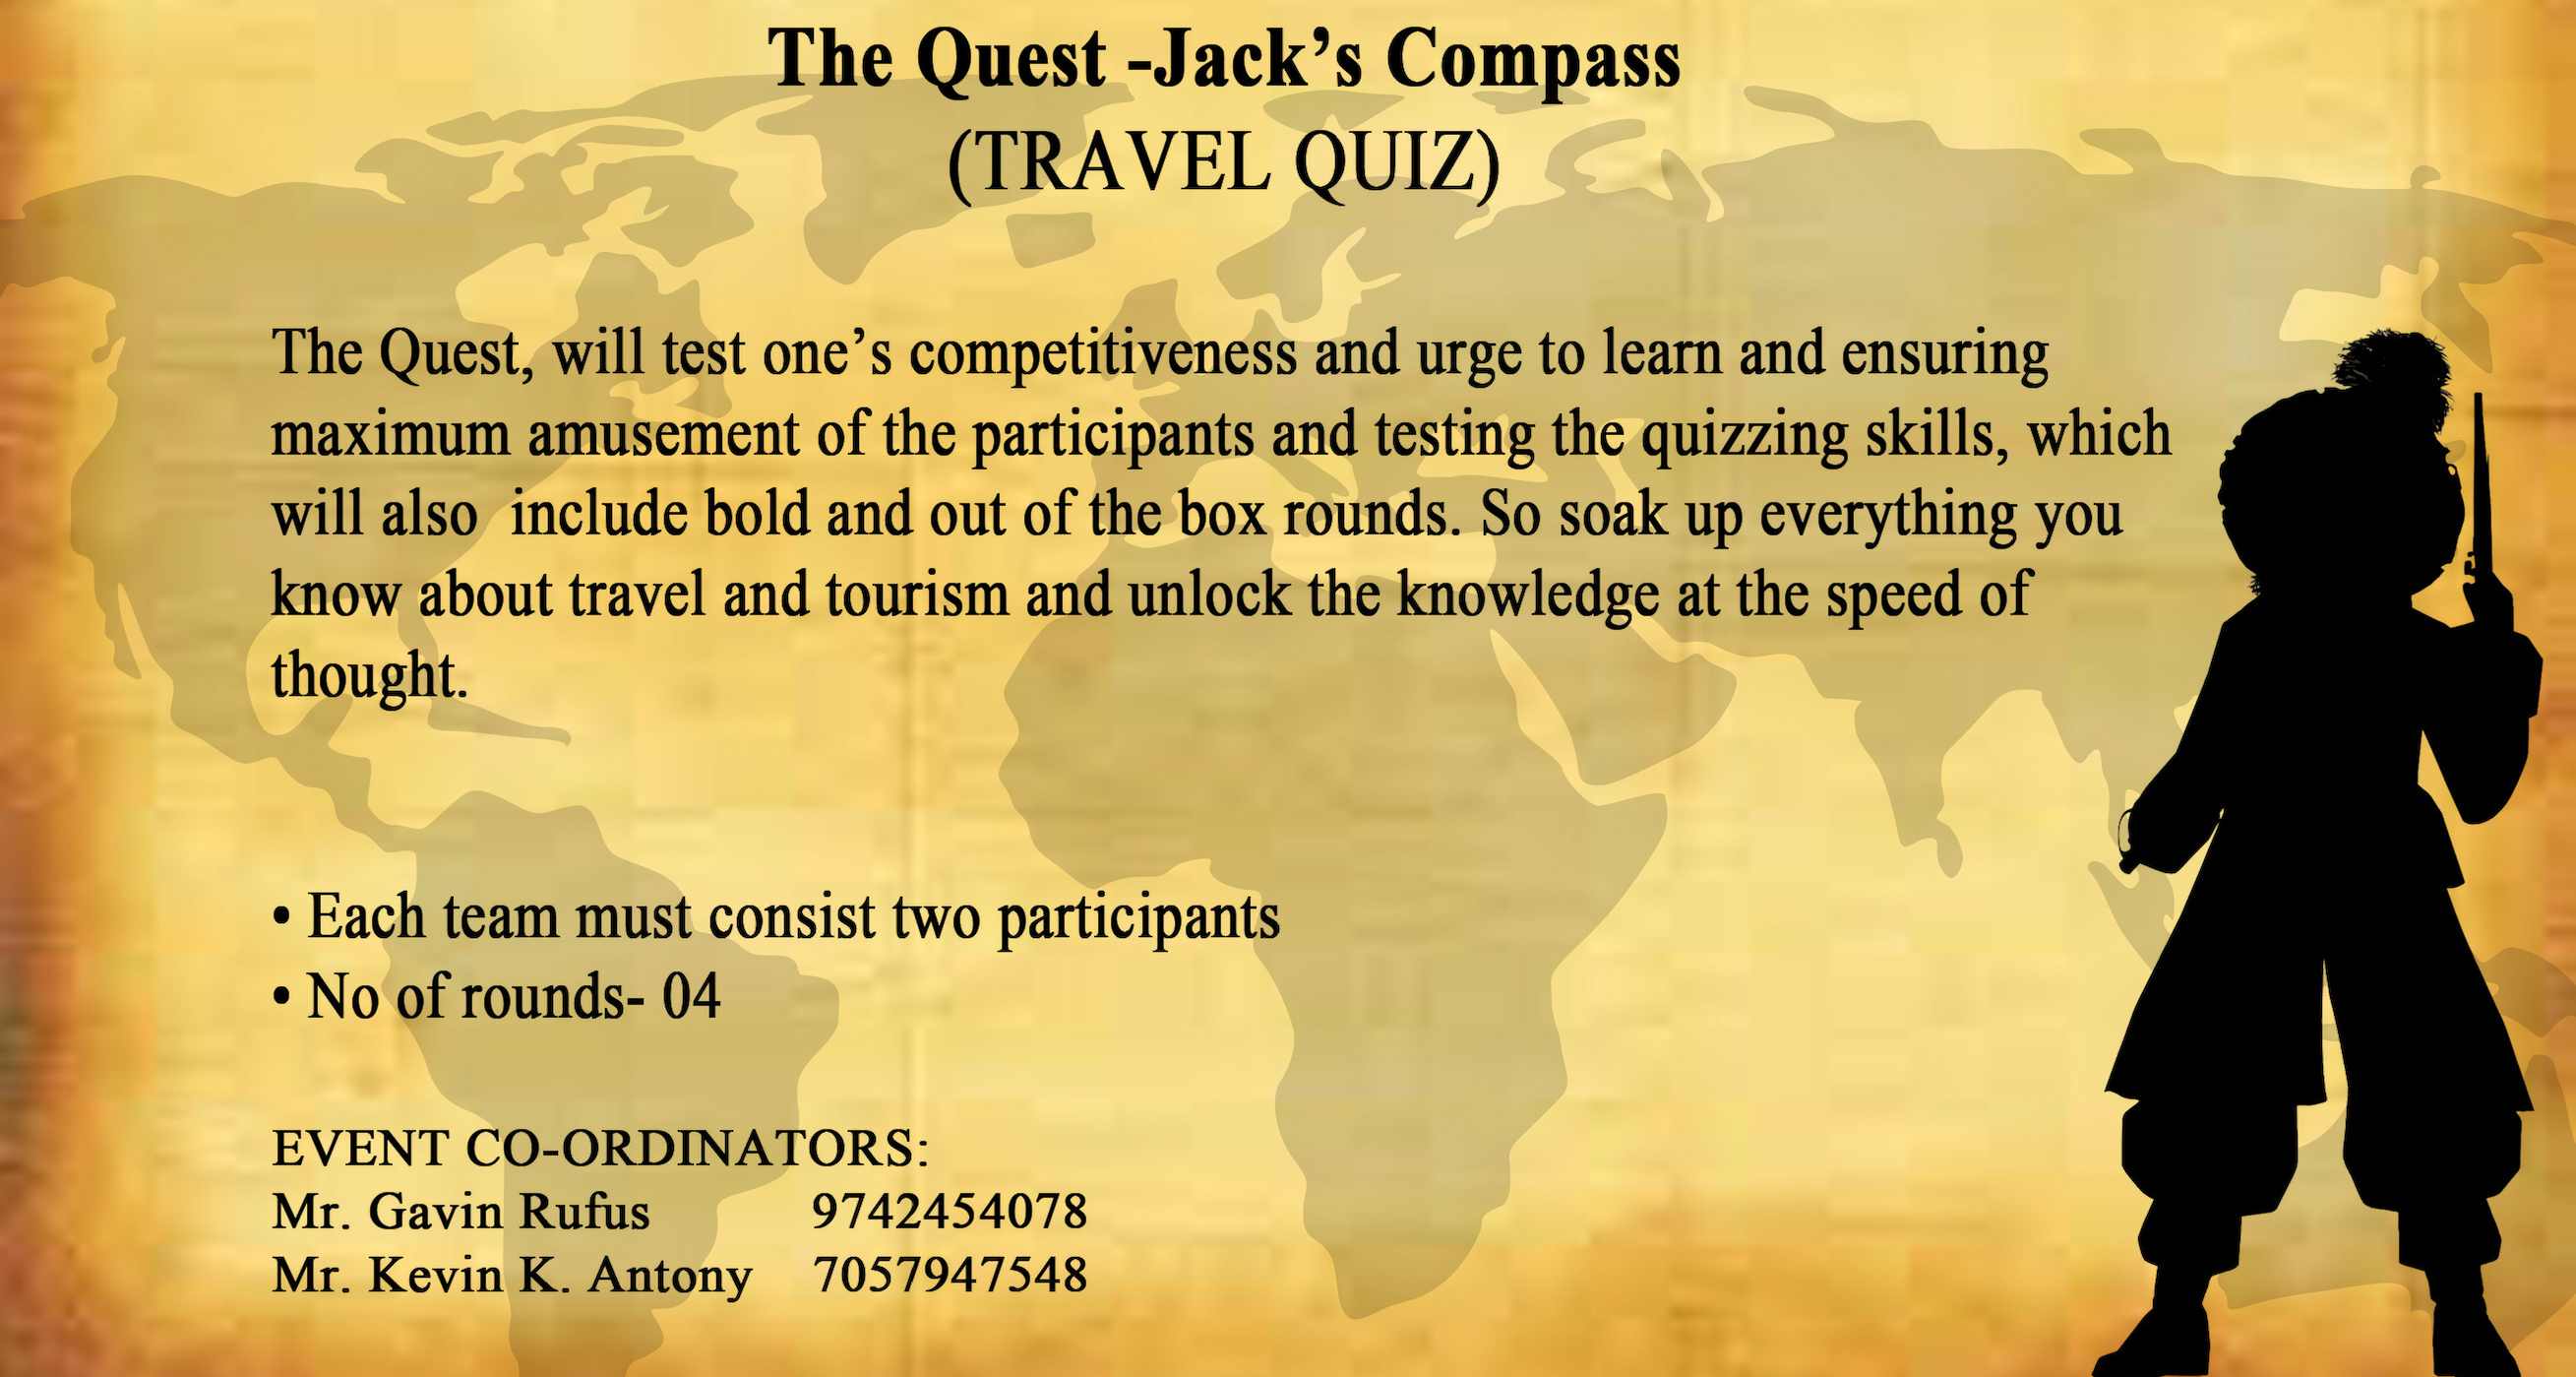 The Quest -Jack’s Compass
(TRAVEL QUIZ)
The Quest, will test one’s competitiveness and urge to learn and ensuring
maximum amusement of the participants and testing the quizzing skills, which
will also  include bold and out of the box rounds. So soak up everything you
know about travel and tourism and unlock the knowledge at the speed of
thought.
• Each team must consist two participants
• No of rounds- 04
EVENT CO-ORDINATORS:
Mr. Gavin Rufus 9742454078
Mr. Kevin K. Antony 7057947548